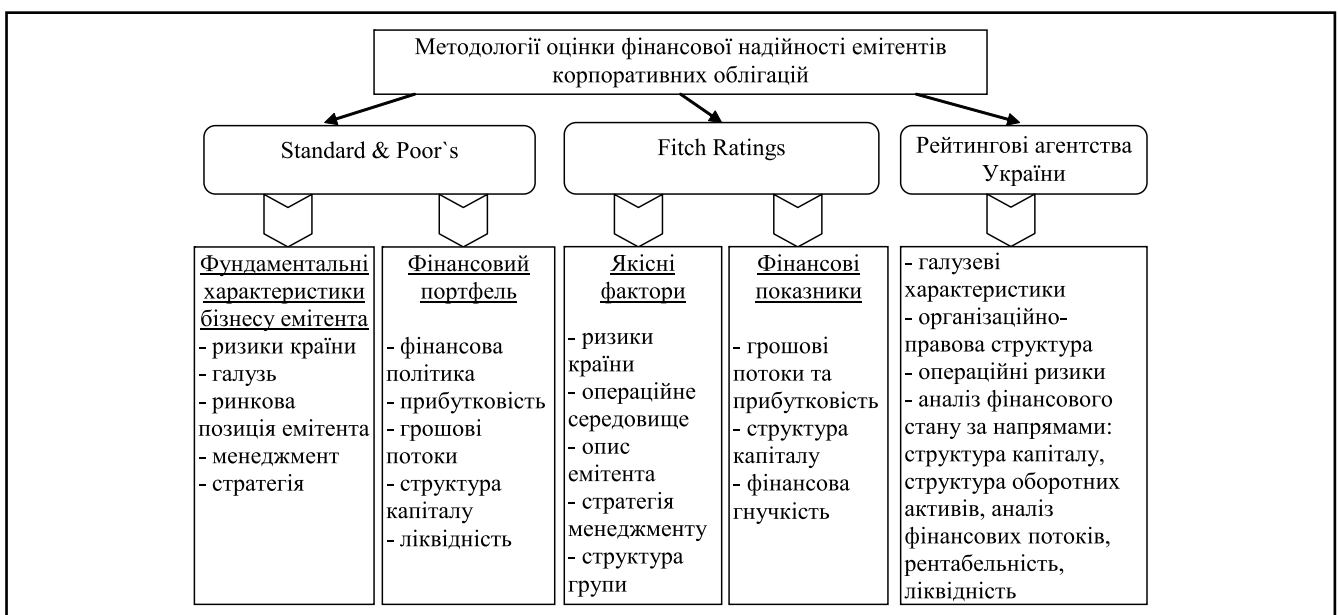 Методології оцінки фінансової надійності емітентів
корпоративних облігацій
Standard & Poor`s
Fitch Ratings
Рейтингові агентства
України
Фундаментальні
характеристики
бізнесу емітента
- ризики країни
- галузь
- ринкова
позиція емітента
- менеджмент
- стратегія
Фінансовий
портфель
- фінансова
політика
- прибутковість
- грошові
потоки
- структура
капіталу
- ліквідність
Якісні
фактори
- ризики
країни
- операційне
середовище
- опис
емітента
- стратегія
менеджменту
- структура
групи
Фінансові
показники
- грошові
потоки та
прибутковість
- структура
капіталу
- фінансова
гнучкість
- галузеві
характеристики
- організаційно-
правова структура
- операційні ризики
- аналіз фінансового
стану за напрямами:
структура капіталу,
структура оборотних
активів, аналіз
фінансових потоків,
рентабельність,
ліквідність